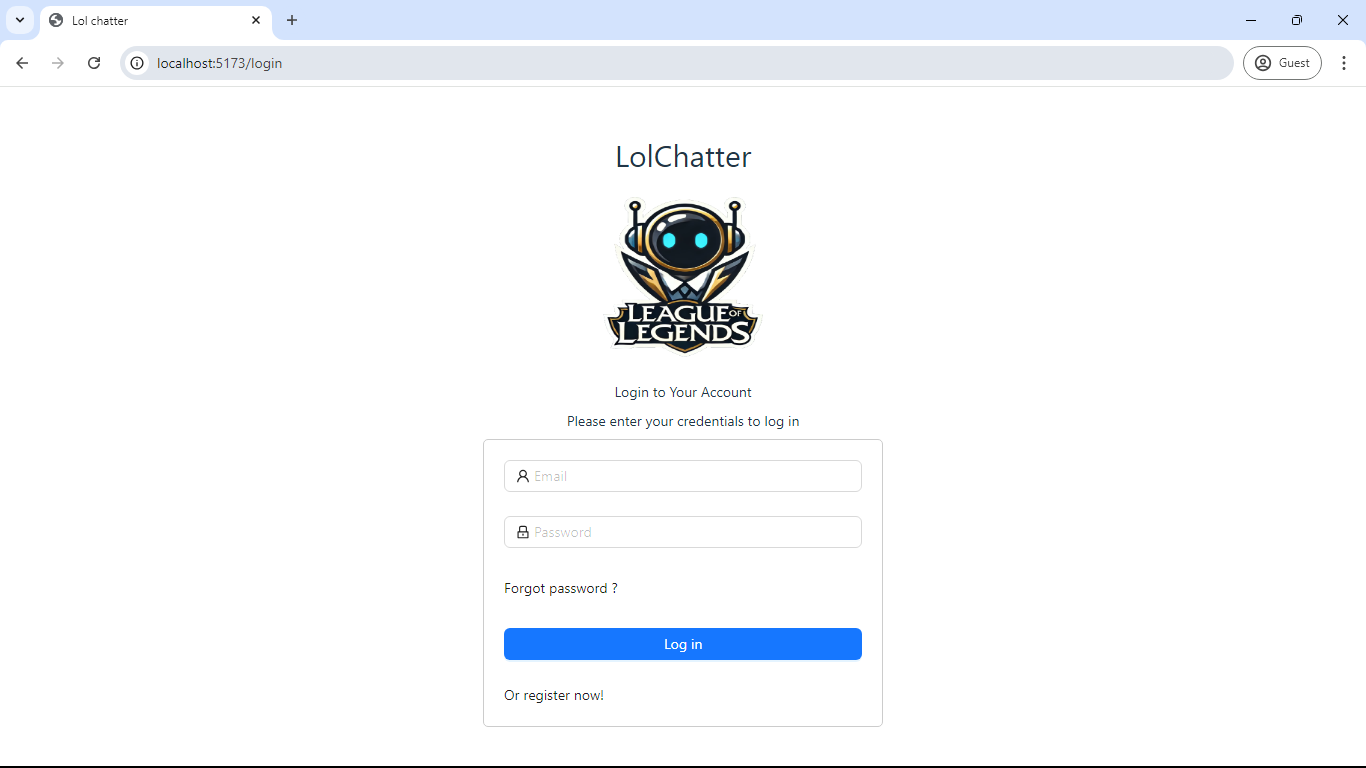 Lol chatter
localhost:5173/login
Guest
LolChatter
LEAGUE OF
LEGENDS
Login to Your Account
Please enter your credentials to log in
Email
Password
Forgot password ?
Log in
Or register now!